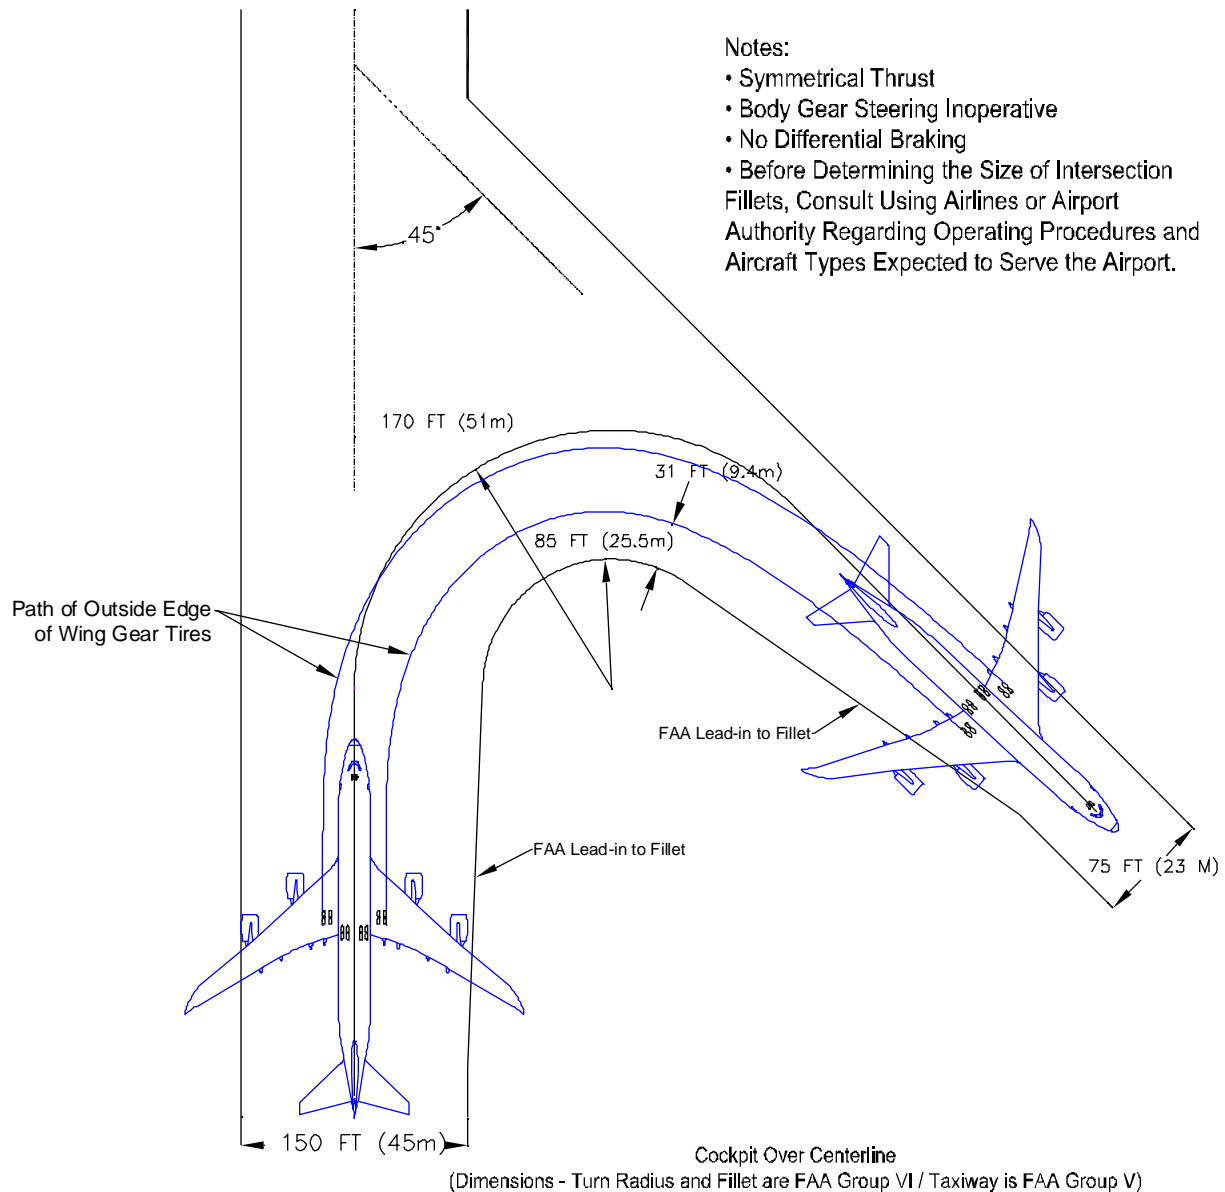 Notes:
• Symmetrical Thrust
• Body Gear Steering Inoperative
• No Differential Braking
• Before Determining the Size of Intersection
Fillets, Consult Using Airlines or Airport
Authority Regarding Operating Procedures and
Aircraft Types Expected to Serve the Airport.
45°
170 FT (51m)
31 FT (9.4m)
85 FT (25.5m)
Path of Outside Edge
of Wing Gear Tires
FAA Lead-in to Fillet
FAA Lead-in to Fillet
75 FT (23 M)
150 FT (45m)
Cockpit Over Centerline
(Dimensions - Turn Radius and Fillet are FAA Group VI / Taxiway is FAA Group V)